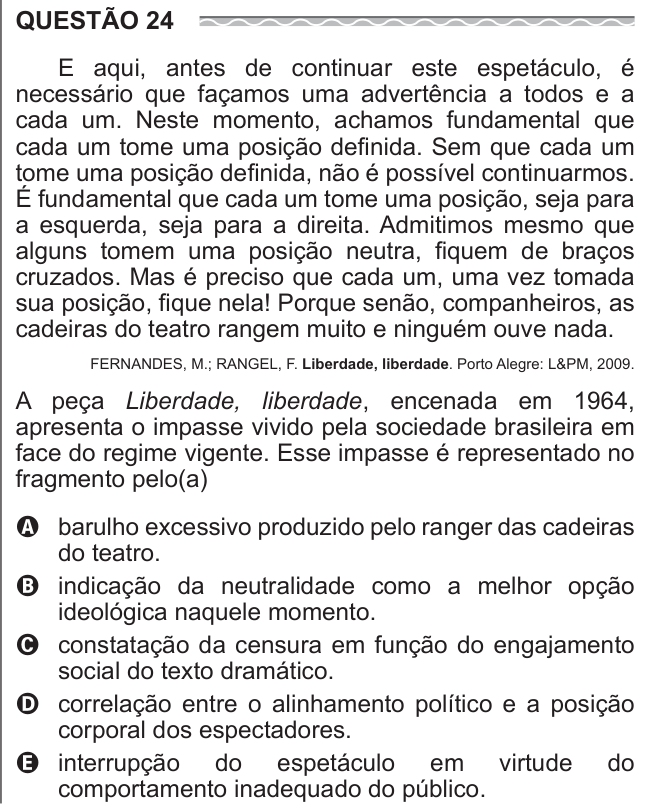 QUESTÃO 24
E aqui, antes de continuar este espetáculo, é
necessário que façamos uma advertência a todos e a
cada um. Neste momento, achamos fundamental que
cada um tome uma posição definida. Sem que cada um
tome uma posição definida, não é possível continuarmos.
É fundamental que cada um tome uma posição, seja para
a esquerda, seja para a direita. Admitimos mesmo que
alguns tomem uma posição neutra, fiquem de braços
cruzados. Mas é preciso que cada um, uma vez tomada
sua posição, fique nela! Porque senão, companheiros, as
cadeiras do teatro rangem muito e ninguém ouve nada.
FERNANDES, M.; RANGEL, F. Liberdade, liberdade. Porto Alegre: L&PM, 2009.
A peça Liberdade, liberdade, encenada em 1964,
apresenta o impasse vivido pela sociedade brasileira em
face do regime vigente. Esse impasse é representado no
fragmento pelo(a)
A barulho excessivo produzido pelo ranger das cadeiras
do teatro.
B indicação da neutralidade como a melhor opção
ideológica naquele momento.
C constatação da censura em função do engajamento
social do texto dramático.
D correlação entre o alinhamento político e a posição
corporal dos espectadores.
E interrupção do espetáculo em virtude do
comportamento inadequado do público.